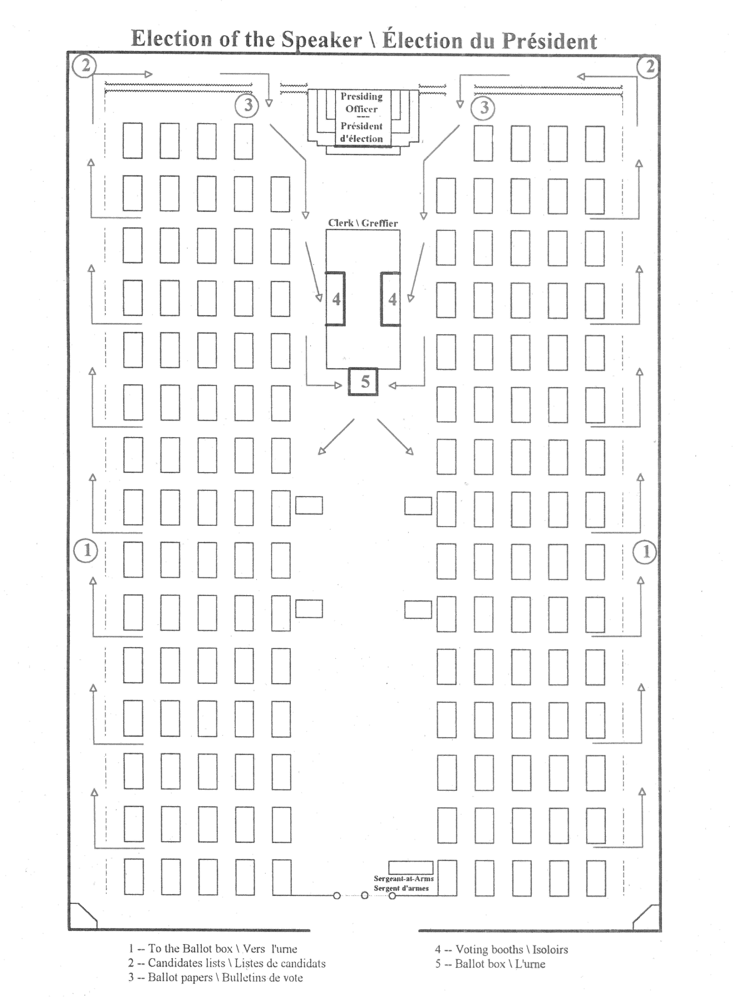 Election of the Speaker \ Élection du Président
2
2
3
Presiding
Officer
---
Président
d'élection
3
Clerk \ Greffier
4
4
5
1
1
Sergeant-at-Arms
Sergent d'armes
1 -- To the Ballot box \ Vers l'urne
2 -- Candidates lists \ Listes de candidats
3 -- Ballot papers \ Bulletins de vote
4 -- Voting booths \ Isoloirs
5 -- Ballot box \ L'urne